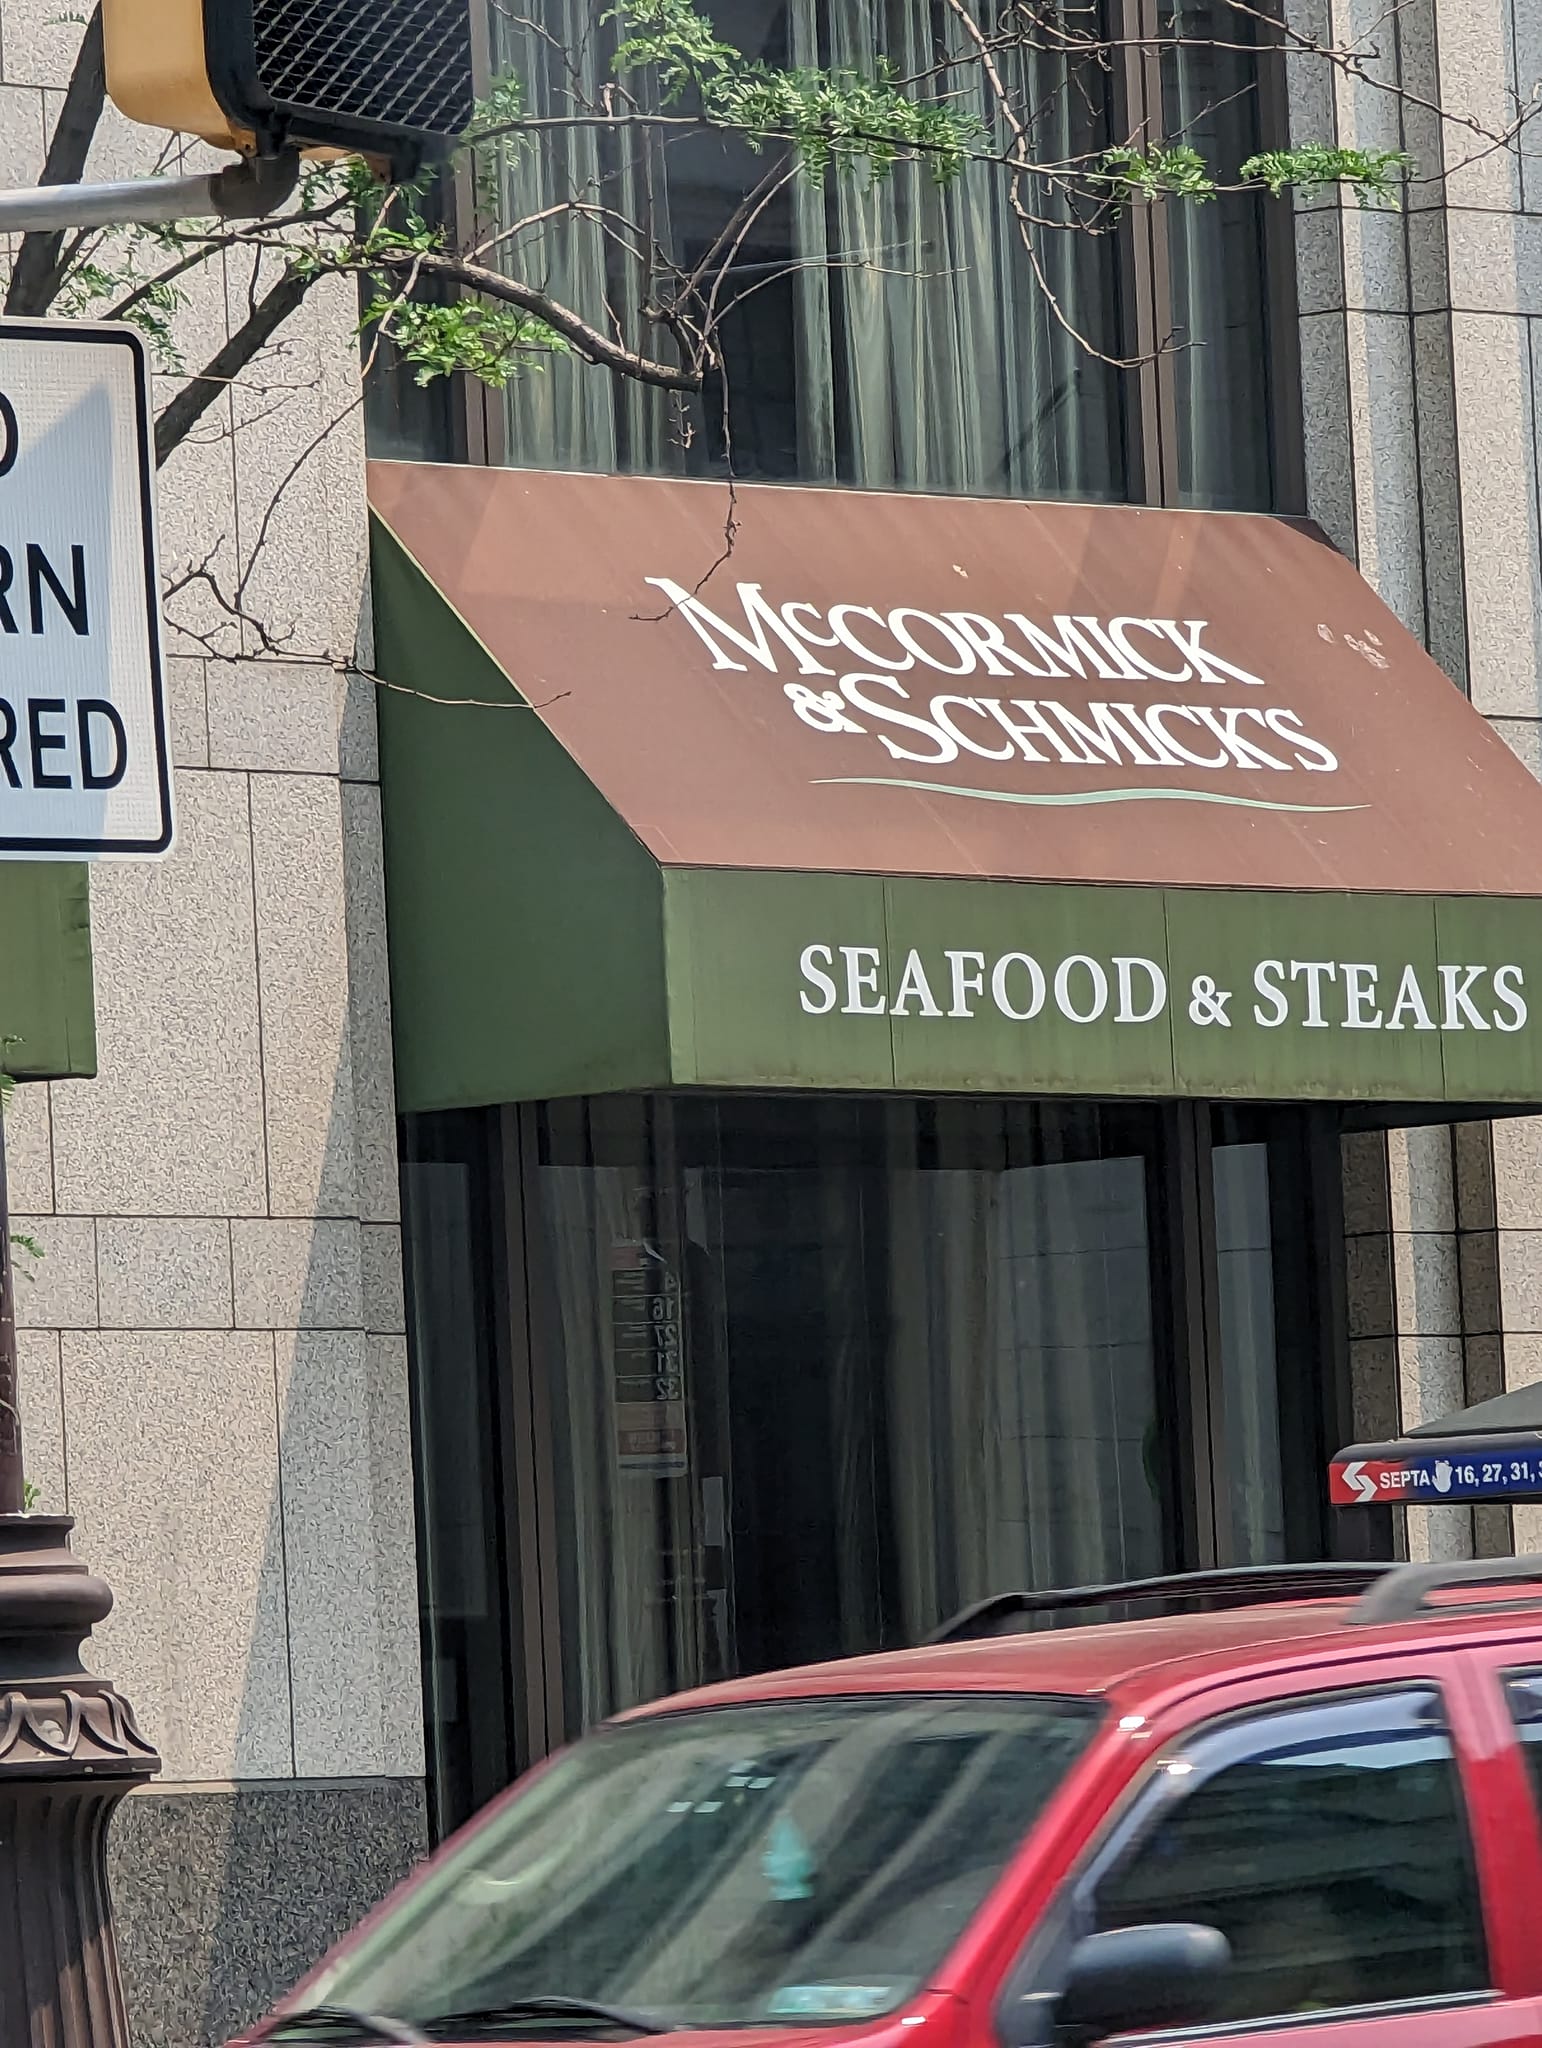 RN
RED
McCORMICK
& SCHMICK'S
SEAFOOD & STEAKS
SEPTA 16, 27, 31,